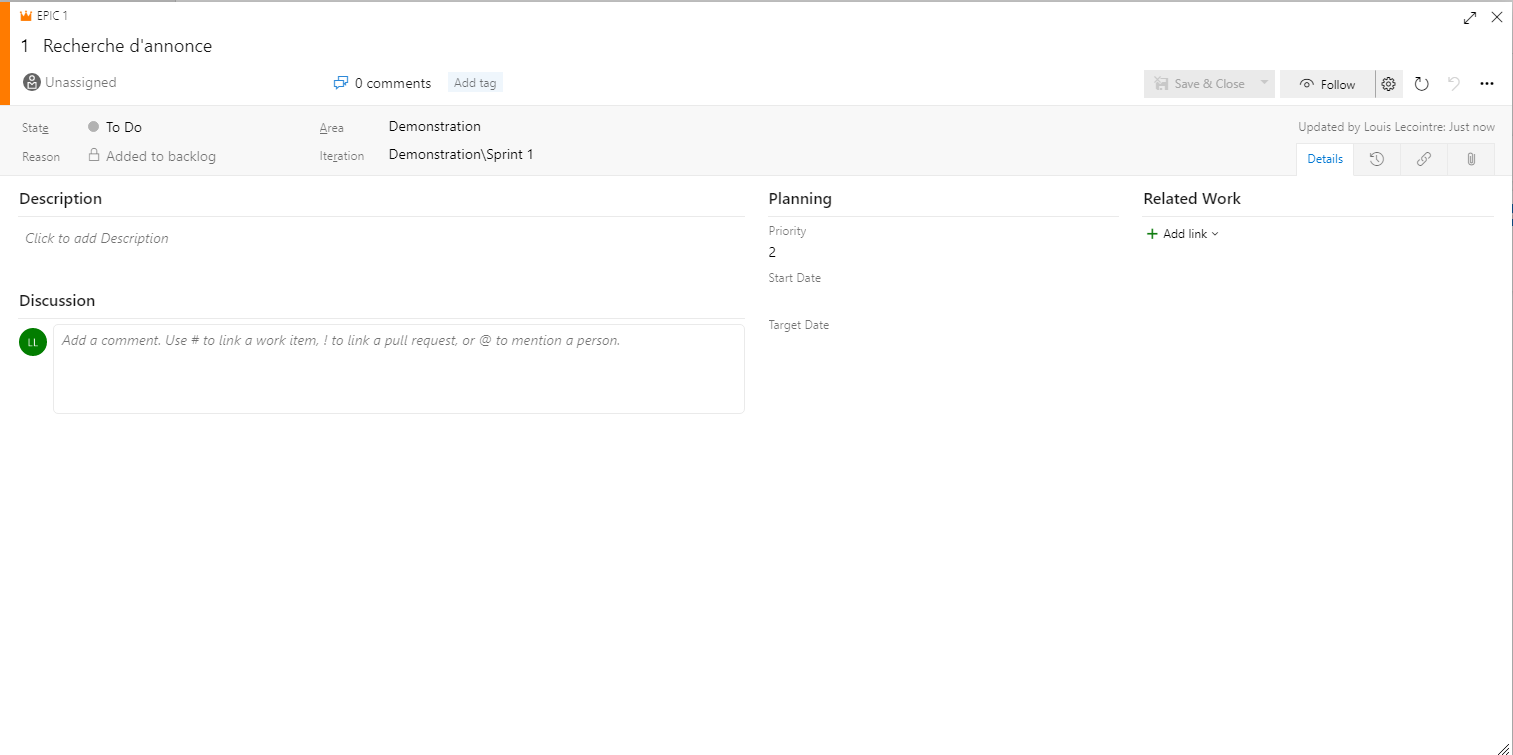 EPIC 1
1 Recherche d'annonce
Unassigned
0 comments
Add tag
Save & Close
Follow
State
To Do
Area
Demonstration
Updated by Louis Lecointre: Just now
Reason
Added to backlog
Iteration
Demonstration\Sprint 1
Details
Description
Click to add Description
Discussion
LL
Add a comment. Use # to link a work item, ! to link a pull request, or @ to mention a person.
Planning
Priority
2
Start Date
Target Date
Related Work
+ Add link